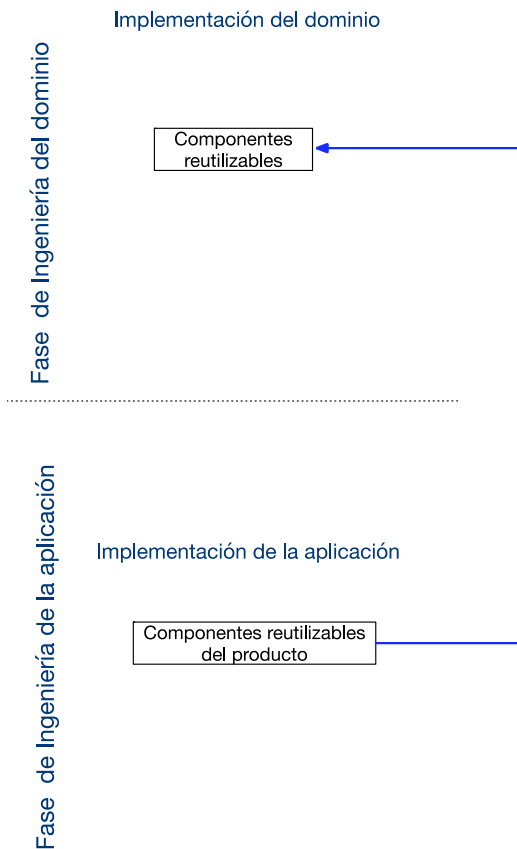 Implementación del dominio
Fase de Ingeniería del dominio
Componentes
reutilizables
Fase de Ingeniería de la aplicación
Implementación de la aplicación
Componentes reutilizables
del producto